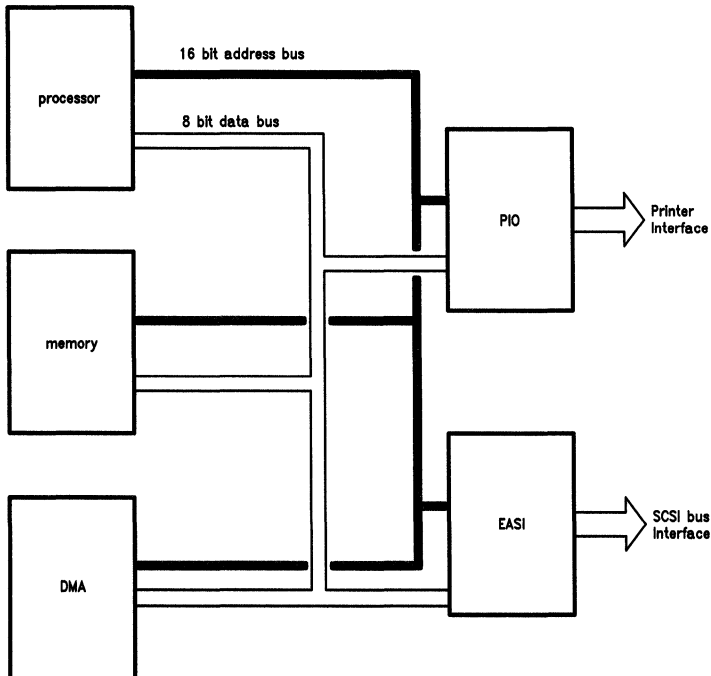 16 bit address bus
processor
8 bit data bus
PIO
Printer
Interface
memory
EASI
SCSI bus
Interface
DMA